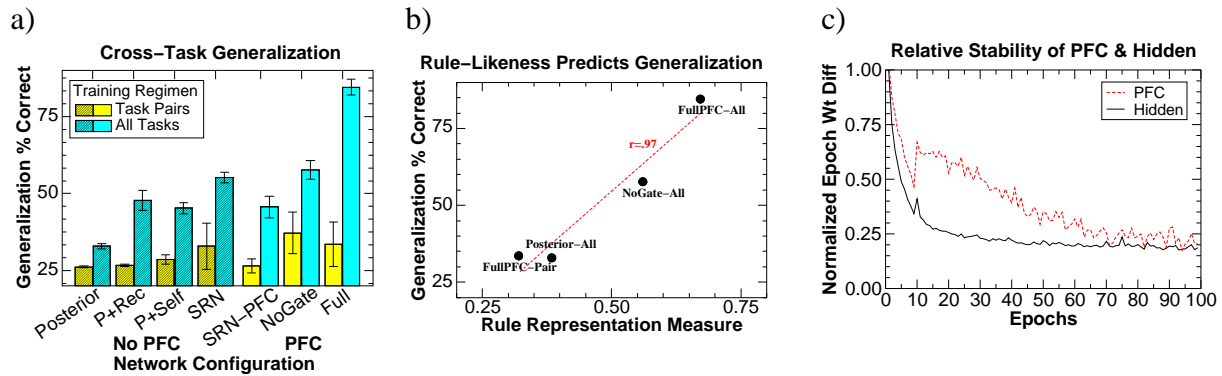 a)
Cross−Task Generalization
Generalization % Correct
75
50
25
Training Regimen
Task Pairs
All Tasks
Posterior
P+Rec
P+Self
SRN
SRN−PFC
NoGate
Full
No PFC
PFC
Network Configuration
b)
Rule−Likeness Predicts Generalization
Generalization % Correct
75
50
25
FullPFC−All
r=.97
NoGate−All
Posterior−All
FullPFC−Pair
0.25
0.50
0.75
Rule Representation Measure
c)
Relative Stability of PFC & Hidden
Normalized Epoch Wt Diff
1.00
0.75
0.50
0.25
0.00
PFC
Hidden
0 10 20 30 40 50 60 70 80 90 100
Epochs